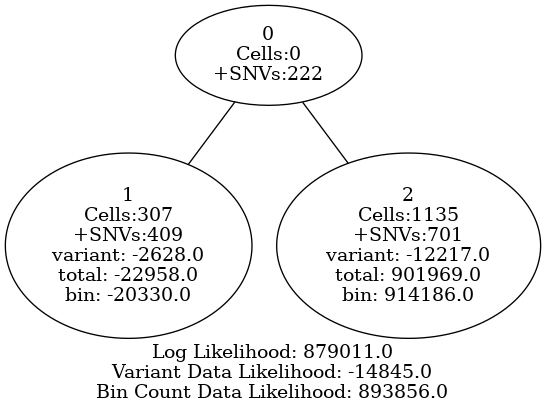 0
Cells:0
+SNVs:222
1
Cells:307
+SNVs:409
variant: -2628.0
total: -22958.0
bin: -20330.0
2
Cells:1135
+SNVs:701
variant: -12217.0
total: 901969.0
bin: 914186.0
Log Likelihood: 879011.0
Variant Data Likelihood: -14845.0
Bin Count Data Likelihood: 893856.0